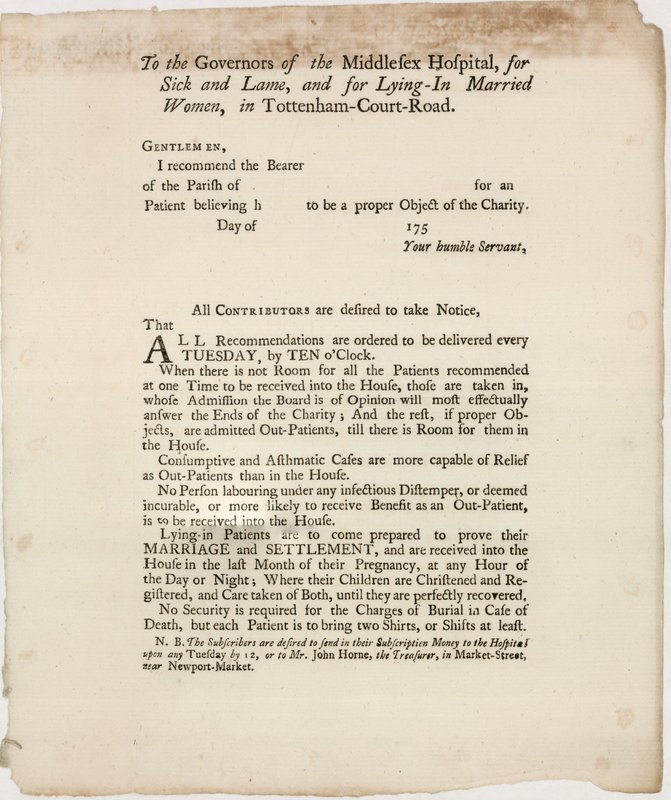 To the Governors of the Middleſex Hoſpital, for
Sick and Lame, and for Lying-In Married
Women, in Tottenham-Court-Road.
GENTLEMEN,
I recommend the Bearer
of the Pariſh of for an
Patient believing h to be a proper Object of the Charity.
Day of 175
Your humble Servant,
All CONTRIBUTORS are deſired to take Notice,
That
ALL Recommendations are ordered to be delivered every
TUESDAY, by TEN o'Clock.
When there is not Room for all the Patients recommended
at one Time to be received into the Houſe, thoſe are taken in,
whoſe Admiſſion the Board is of Opinion will moſt effectually
anſwer the Ends of the Charity; And the reſt, if proper Ob-
jects, are admitted Out-Patients, till there is Room for them in
the Houſe.
Conſumptive and Aſthmatic Caſes are more capable of Relief
as Out-Patients than in the Houſe.
No Perſon labouring under any infectious Diſtemper, or deemed
incurable, or more likely to receive Benefit as an Out-Patient,
is to be received into the Houſe.
Lying-in Patients are to come prepared to prove their
MARRIAGE and SETTLEMENT, and are received into the
Houſe in the laſt Month of their Pregnancy, at any Hour of
the Day or Night; Where their Children are Chriſtened and Re-
giſtered, and Care taken of Both, until they are perfectly recovered,
No Security is required for the Charges of Burial in Caſe of
Death, but each Patient is to bring two Shirts, or Shifts at leaſt.
N. B. The Subſcribers are deſired to ſend in their Subſcription Money to the Hoſpital
upon any Tueſday by 12, or to Mr. John Horne, the Treaſurer, in Market-Street,
near Newport-Market.